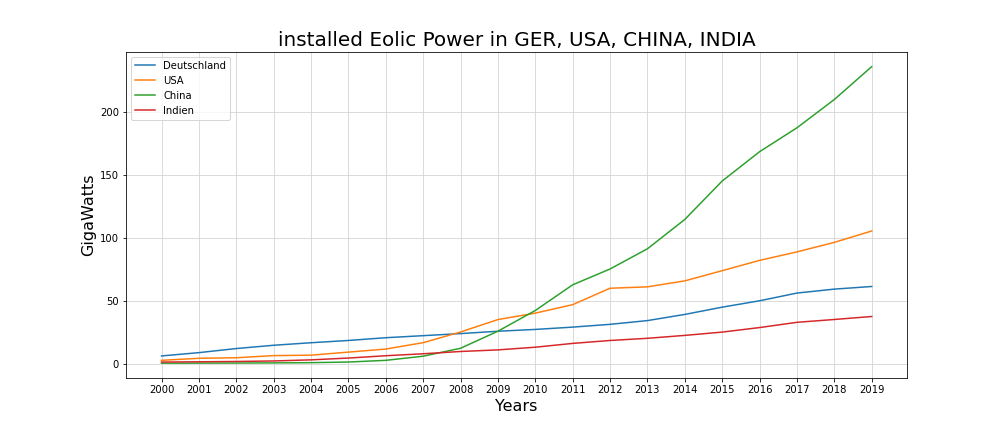 installed Eolic Power in GER, USA, CHINA, INDIA
Deutschland
USA
China
Indien
GigaWatts
200
150
100
50
0
2000 2001 2002 2003 2004 2005 2006 2007 2008 2009 2010 2011 2012 2013 2014 2015 2016 2017 2018 2019
Years